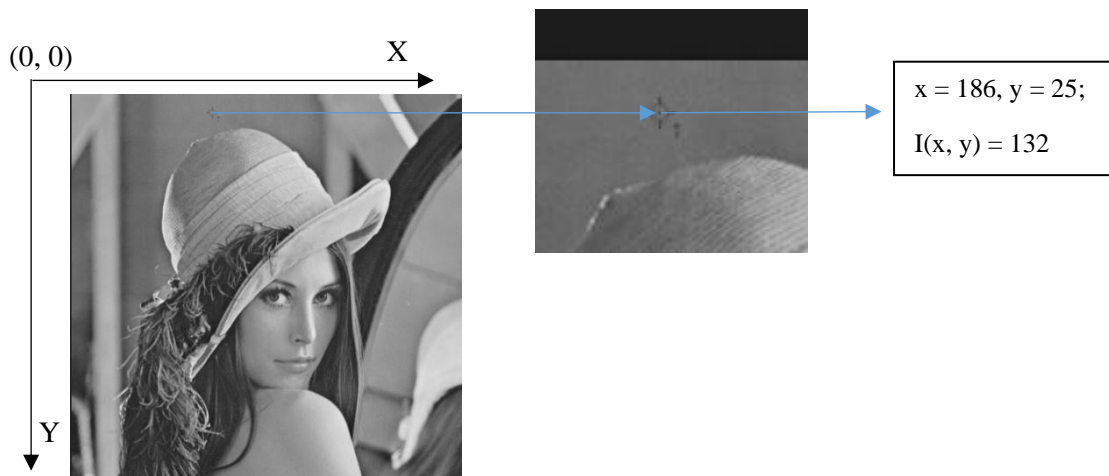 (0, 0)
X
x = 186, y = 25;
I(x, y) = 132
Y